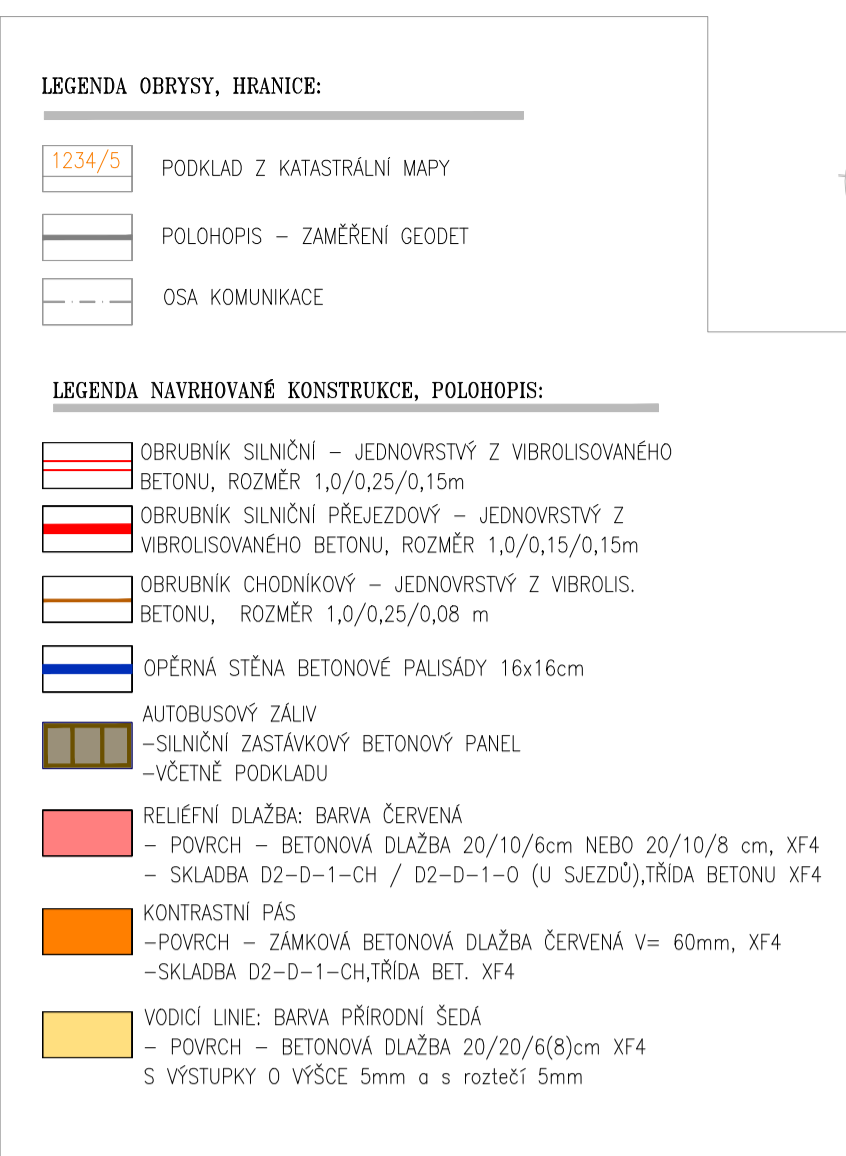 LEGENDA OBRYSY, HRANICE:
1234/5
PODKLAD Z KATASTRÁLNÍ MAPY
POLOHOPIS – ZAMĚŘENÍ GEODET
OSA KOMUNIKACE
LEGENDA NAVRHOVANÉ KONSTRUKCE, POLOHOPIS:
OBRUBNÍK SILNIČNÍ – JEDNOVRSTVÝ Z VIBROLISOVANÉHO
BETONU, ROZMĚR 1,0/0,25/0,15m
OBRUBNÍK SILNIČNÍ PŘEJEZDOVÝ – JEDNOVRSTVÝ Z
VIBROLISOVANÉHO BETONU, ROZMĚR 1,0/0,15/0,15m
OBRUBNÍK CHODNÍKOVÝ – JEDNOVRSTVÝ Z VIBROLIS.
BETONU, ROZMĚR 1,0/0,25/0,08 m
OPĚRNÁ STĚNA BETONOVÉ PALISÁDY 16x16cm
AUTOBUSOVÝ ZÁLIV
–SILNIČNÍ ZASTÁVKOVÝ BETONOVÝ PANEL
–VČETNĚ PODKLADU
RELIÉFNÍ DLAŽBA: BARVA ČERVENÁ
– POVRCH – BETONOVÁ DLAŽBA 20/10/6cm NEBO 20/10/8 cm, XF4
– SKLADBA D2–D–1–CH / D2–D–1–O (U SJEZDŮ),TŘÍDA BETONU XF4
KONTRASTNÍ PÁS
–POVRCH – ZÁMKOVÁ BETONOVÁ DLAŽBA ČERVENÁ V= 60mm, XF4
–SKLADBA D2–D–1–CH,TŘÍDA BET. XF4
VODICÍ LINIE: BARVA PŘÍRODNÍ ŠEDÁ
– POVRCH – BETONOVÁ DLAŽBA 20/20/6(8)cm XF4
S VÝSTUPKY O VÝŠCE 5mm a s roztečí 5mm